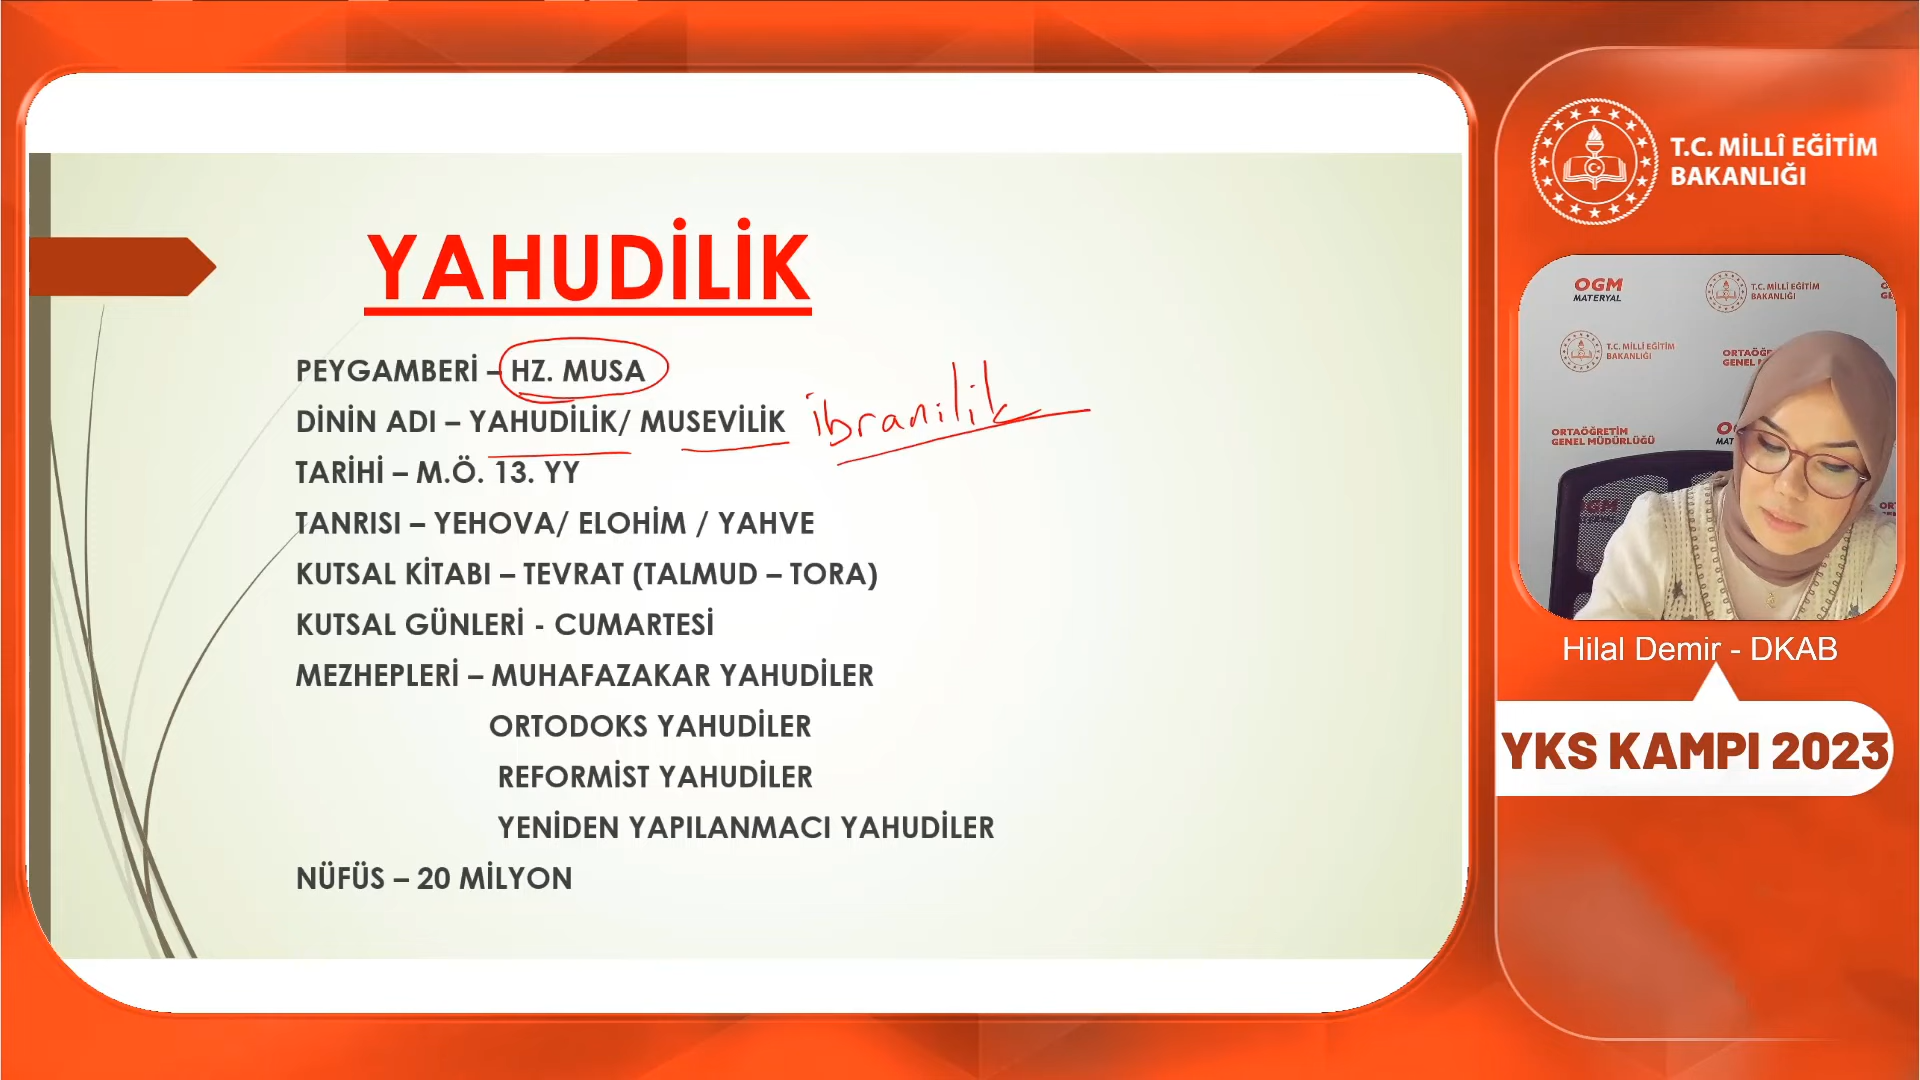 YAHUDİLİK
PEYGAMBERİ – HZ. MUSA
DİNİN ADI – YAHUDİLİK/ MUSEVİLİK ibranilik
TARİHİ – M.Ö. 13. YY
TANRISI – YEHOVA/ ELOHİM / YAHVE
KUTSAL KİTABI – TEVRAT (TALMUD – TORA)
KUTSAL GÜNLERİ - CUMARTESİ
MEZHEPLERİ – MUHAFAZAKAR YAHUDİLER
ORTODOKS YAHUDİLER
REFORMİST YAHUDİLER
YENİDEN YAPILANMACI YAHUDİLER
NÜFÜS – 20 MİLYON
T.C. MİLLÎ EĞİTİM
BAKANLIĞI
OGM
MATERYAL
T.C. MİLLÎ EĞİTİM
BAKANLIĞI
T.C. MİLLÎ EĞİTİM
BAKANLIĞI
ORTAÖĞRETİM
GENEL MÜDÜRLÜĞÜ
OGM
Hilal Demir - DKAB
YKS KAMPI 2023